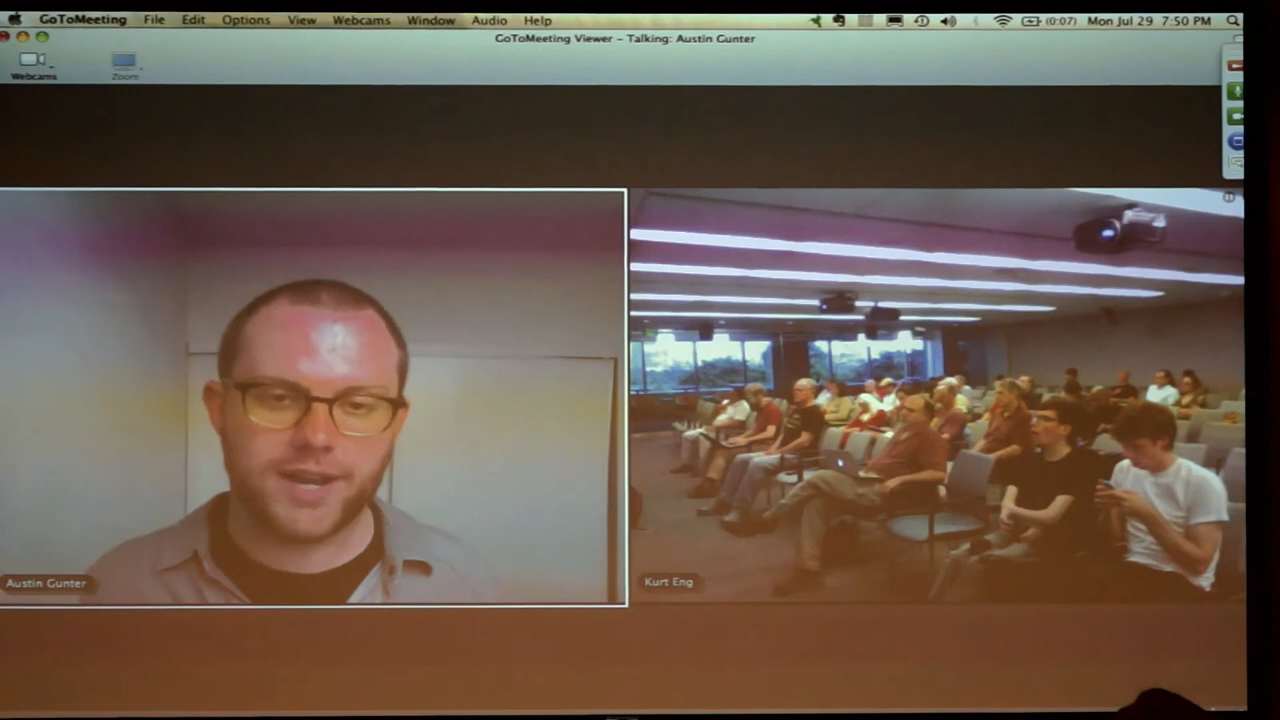 GoToMeeting File Edit Options View Webcams Window Audio Help (0:07) Mon Jul 29 7:50 PM
GoToMeeting Viewer - Talking: Austin Gunter
Webcams Zoom
Austin Gunter
Kurt Eng